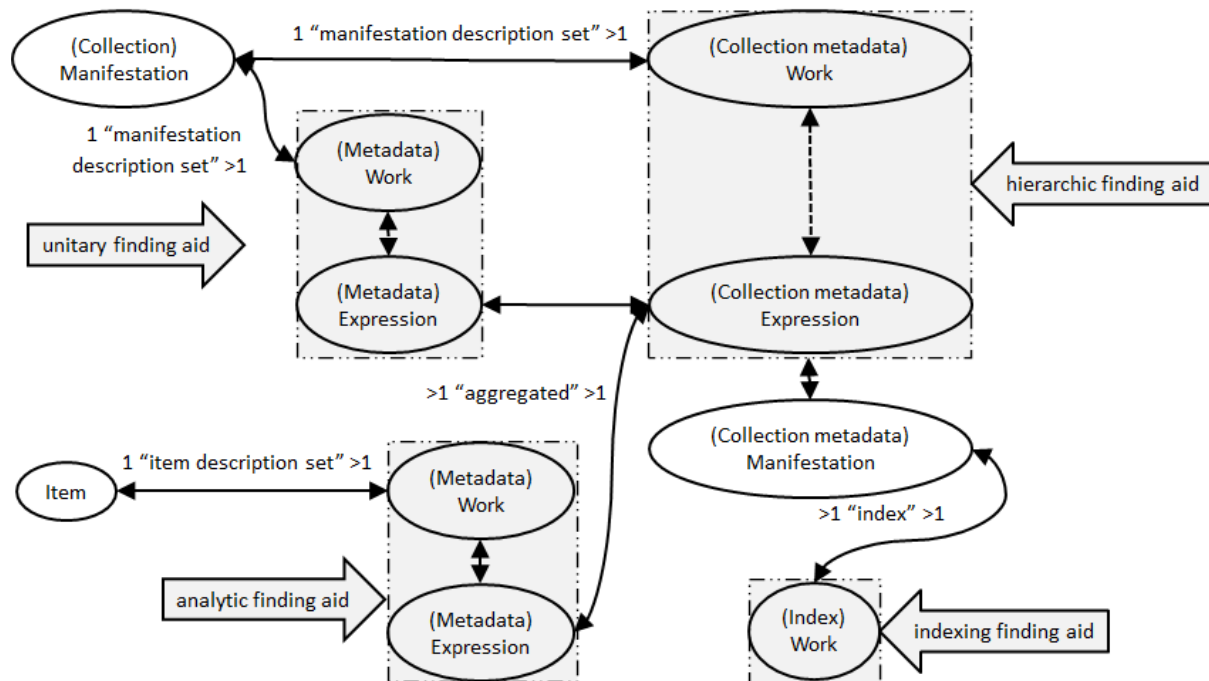 (Collection)
Manifestation
1 “manifestation description set” >1
(Collection metadata)
Work
1 “manifestation
description set” >1
(Metadata)
Work
hierarchic finding aid
unitary finding aid
(Metadata)
Expression
(Collection metadata)
Expression
>1 “aggregated” >1
(Collection metadata)
Manifestation
1 “item description set” >1
Item
(Metadata)
Work
>1 “index” >1
analytic finding aid
(Metadata)
Expression
(Index)
Work
indexing finding aid